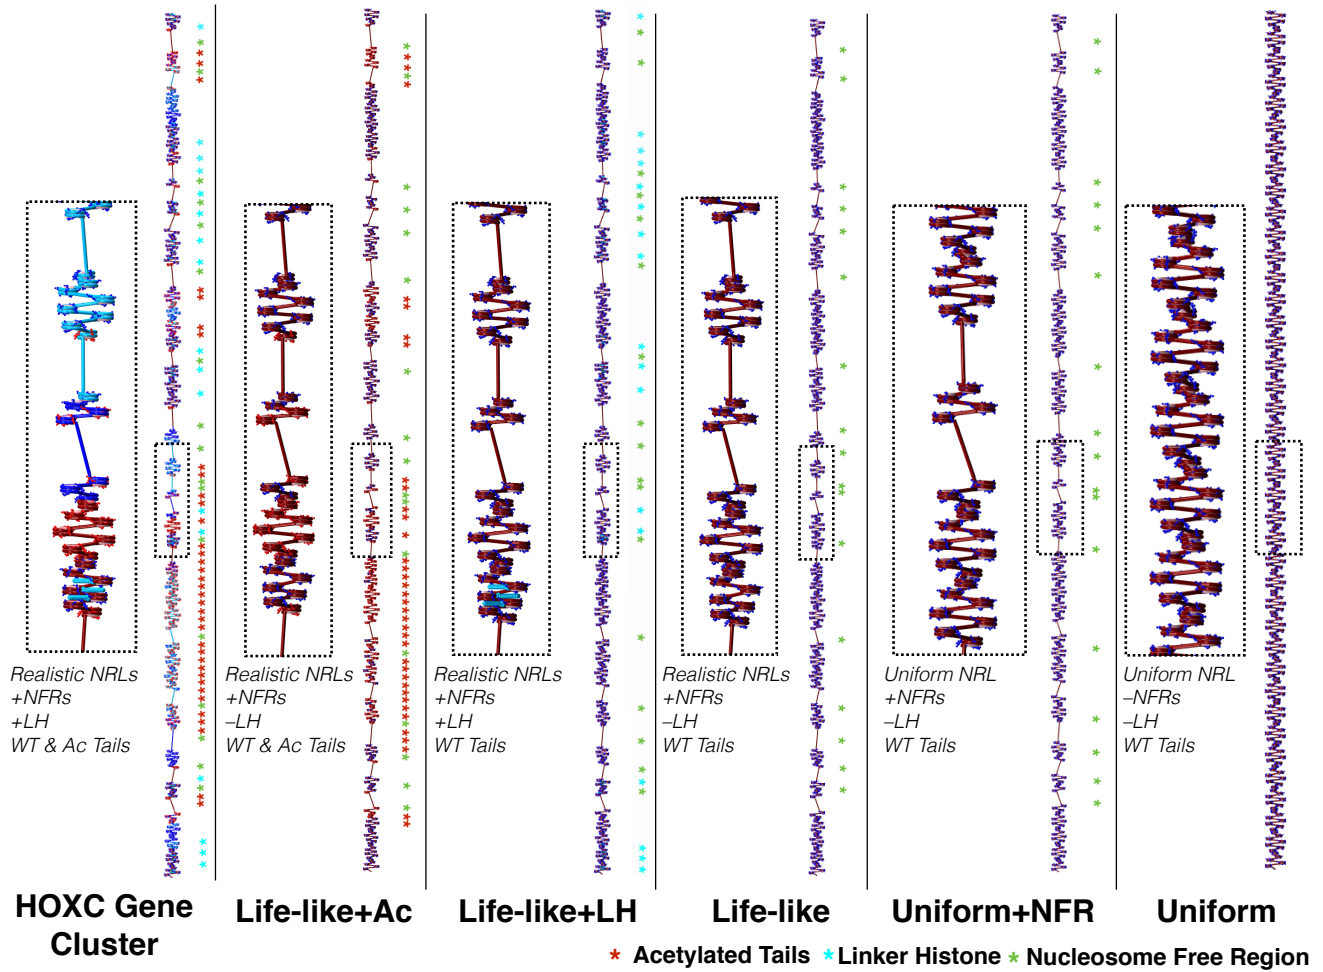 Realistic NRLs
+NFRs
+LH
WT & Ac Tails
Realistic NRLs
+NFRs
–LH
WT & Ac Tails
Realistic NRLs
+NFRs
+LH
WT Tails
Realistic NRLs
+NFRs
–LH
WT Tails
Uniform NRL
+NFRs
–LH
WT Tails
Uniform NRL
–NFRs
–LH
WT Tails
HOXC Gene
Cluster
Life-like+Ac
Life-like+LH
Life-like
Uniform+NFR
Uniform
* Acetylated Tails * Linker Histone * Nucleosome Free Region